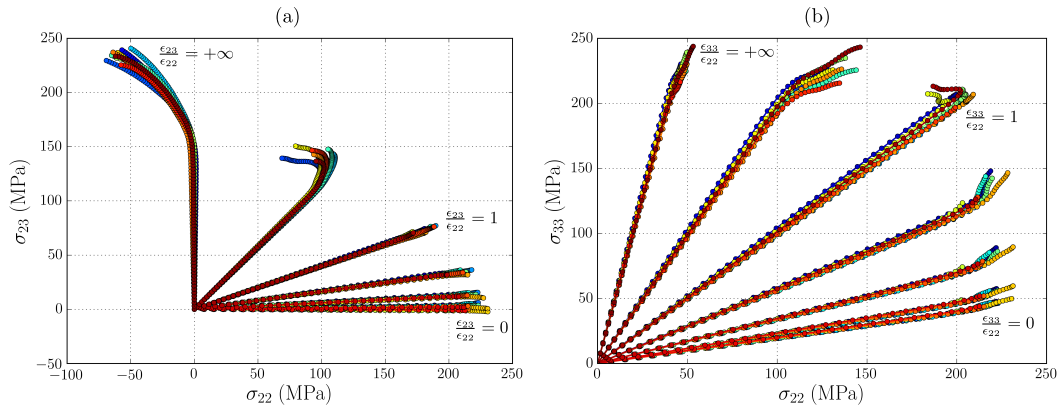 (a)
250
200
150
100
50
0
−50
−100 −50 0 50 100 150 200 250
σ₂₂ (MPa)
σ₂₃ (MPa)
ϵ₂₃/ϵ₂₂ = +∞
ϵ₂₃/ϵ₂₂ = 1
ϵ₂₃/ϵ₂₂ = 0
(b)
250
200
150
100
50
0
0 50 100 150 200 250
σ₂₂ (MPa)
σ₃₃ (MPa)
ϵ₃₃/ϵ₂₂ = +∞
ϵ₃₃/ϵ₂₂ = 1
ϵ₃₃/ϵ₂₂ = 0